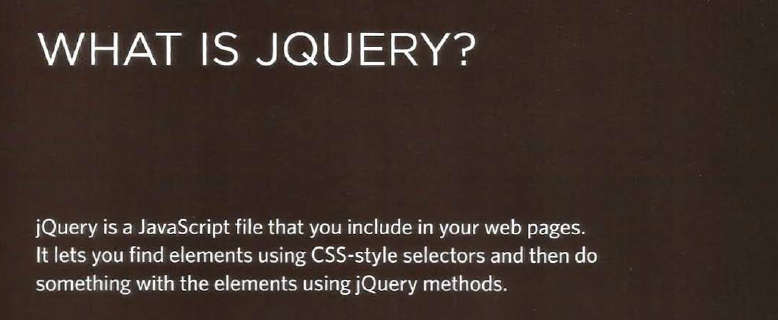 WHAT IS JQUERY?
jQuery is a JavaScript file that you include in your web pages.
It lets you find elements using CSS-style selectors and then do
something with the elements using jQuery methods.